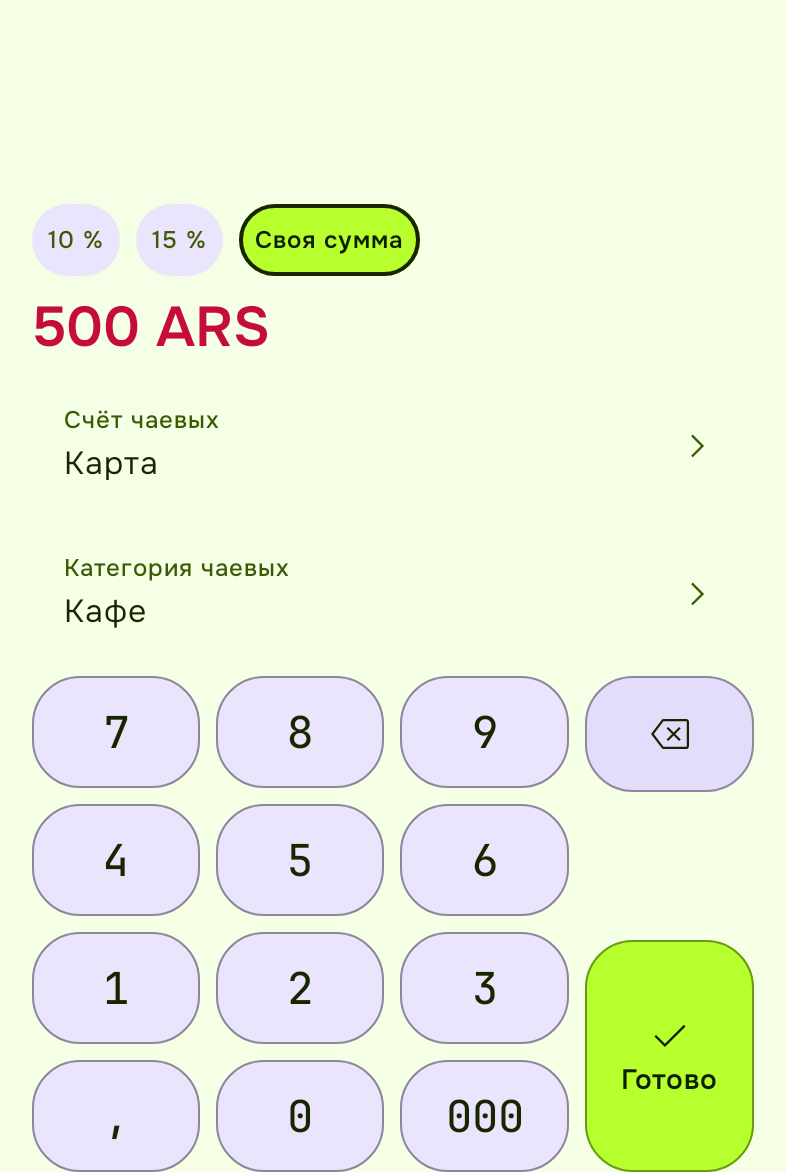 10 % 15 % Своя сумма
500 ARS
Счёт чаевых
Карта
Категория чаевых
Кафе
7 8 9
4 5 6
1 2 3
Готово
, 0 000